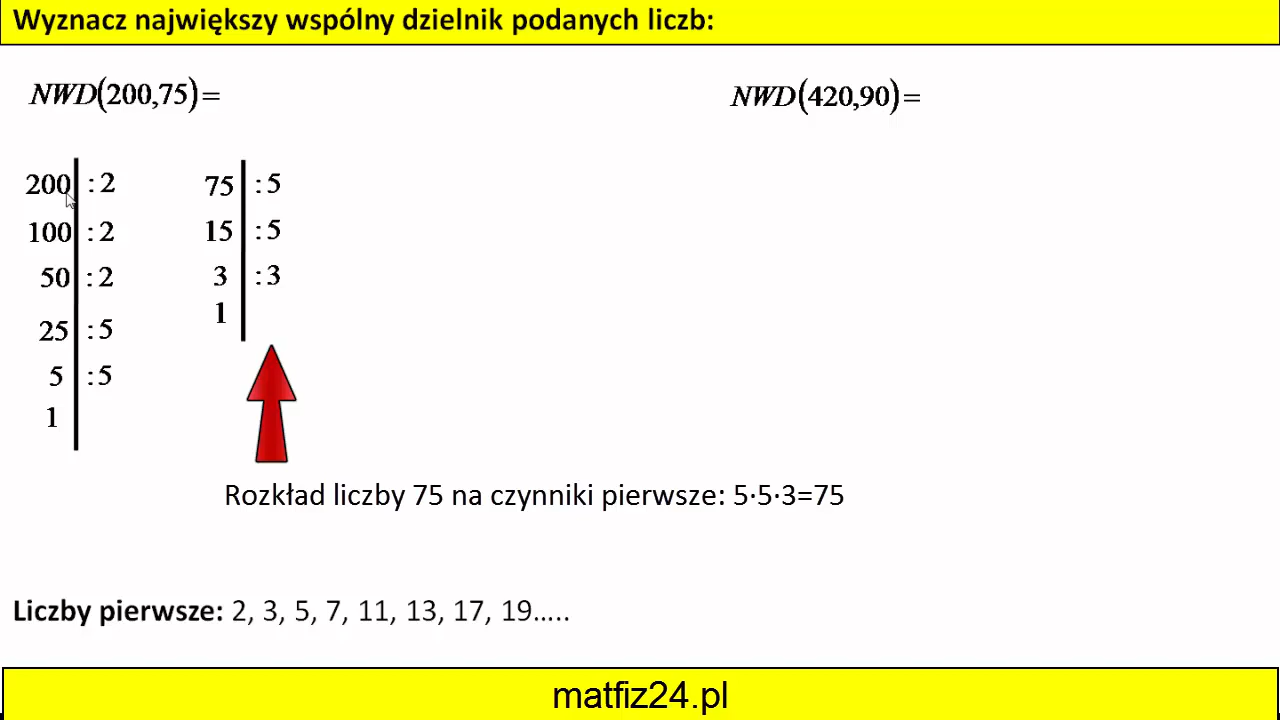 Wyznacz największy wspólny dzielnik podanych liczb:
NWD(200,75)=
NWD(420,90)=
200 :2
100 :2
50 :2
25 :5
5 :5
1
75 :5
15 :5
3 :3
1
Rozkład liczby 75 na czynniki pierwsze: 5·5·3=75
Liczby pierwsze: 2, 3, 5, 7, 11, 13, 17, 19.....
matfiz24.pl